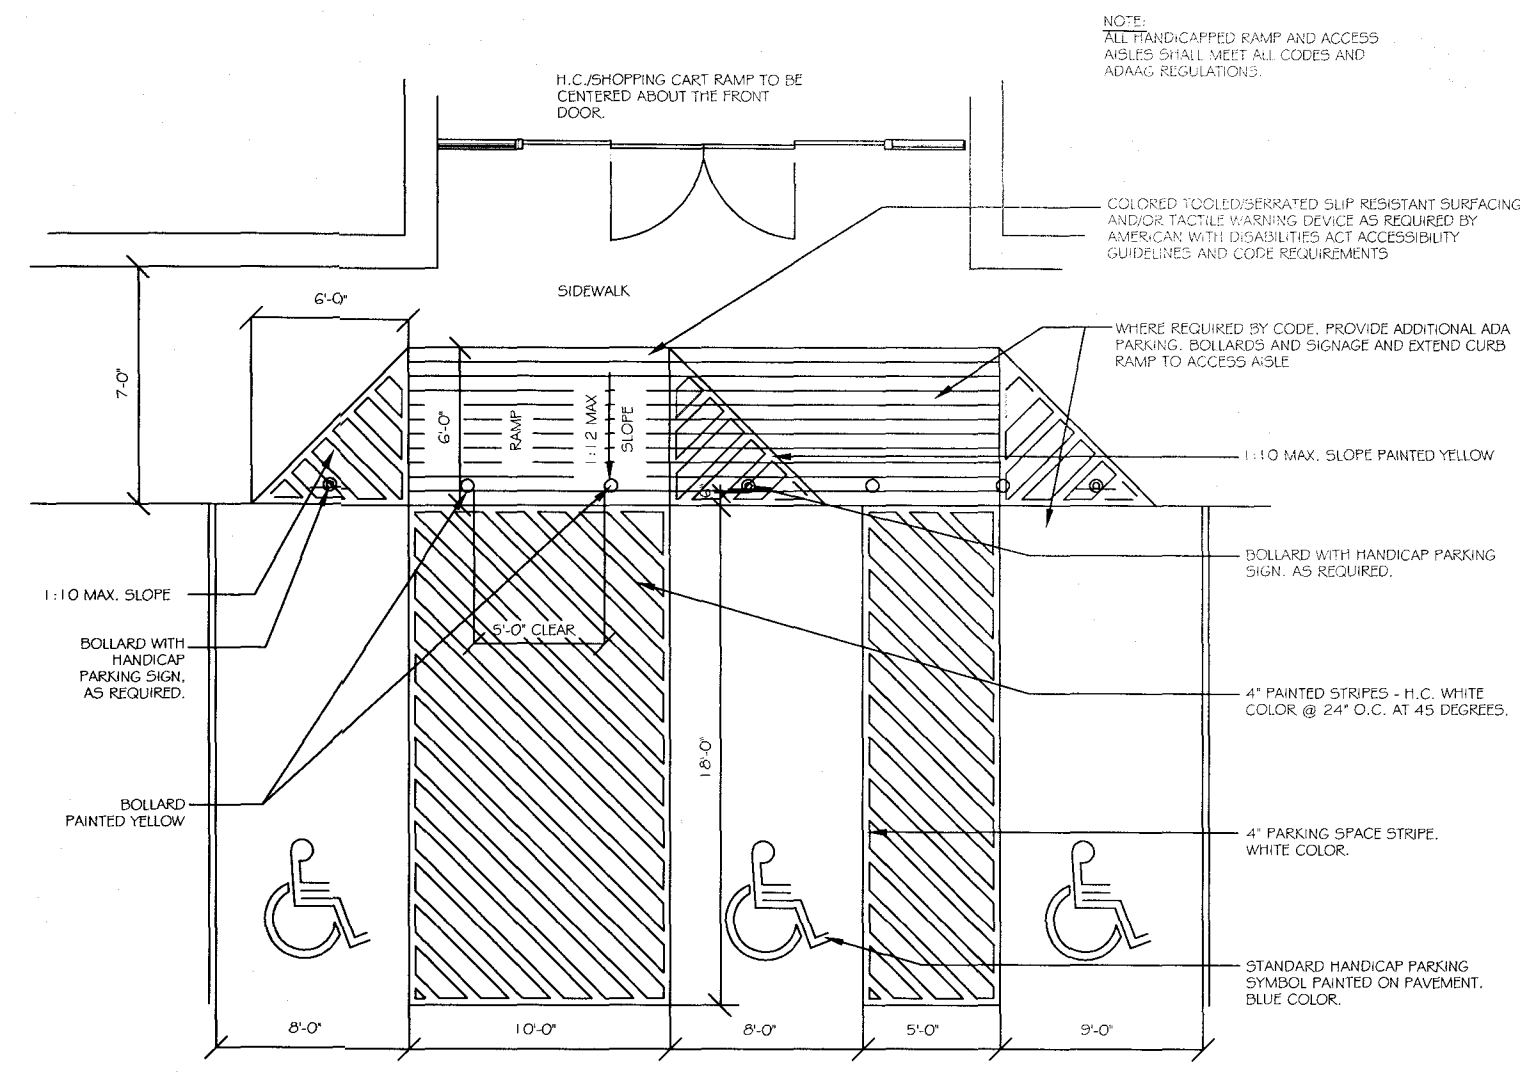 NOTE:
ALL HANDICAPPED RAMP AND ACCESS
AISLES SHALL MEET ALL CODES AND
ADAAG REGULATIONS.
H.C./SHOPPING CART RAMP TO BE
CENTERED ABOUT THE FRONT
DOOR.
COLORED TOOLED/SERRATED SLIP RESISTANT SURFACING
AND/OR TACTILE WARNING DEVICE AS REQUIRED BY
AMERICAN WITH DISABILITIES ACT ACCESSIBILITY
GUIDELINES AND CODE REQUIREMENTS
SIDEWALK
6'-0"
WHERE REQUIRED BY CODE, PROVIDE ADDITIONAL ADA
PARKING, BOLLARDS AND SIGNAGE AND EXTEND CURB
RAMP TO ACCESS AISLE
7'-0"
6'-0"
RAMP
1:12 MAX
SLOPE
1:10 MAX. SLOPE PAINTED YELLOW
6"
BOLLARD WITH HANDICAP PARKING
SIGN. AS REQUIRED.
1:10 MAX. SLOPE
5'-0" CLEAR
BOLLARD WITH
HANDICAP
PARKING SIGN,
AS REQUIRED.
4" PAINTED STRIPES - H.C. WHITE
COLOR @ 24" O.C. AT 45 DEGREES.
18'-0"
BOLLARD
PAINTED YELLOW
4" PARKING SPACE STRIPE.
WHITE COLOR.
STANDARD HANDICAP PARKING
SYMBOL PAINTED ON PAVEMENT.
BLUE COLOR.
8'-0"
10'-0"
8'-0"
5'-0"
9'-0"